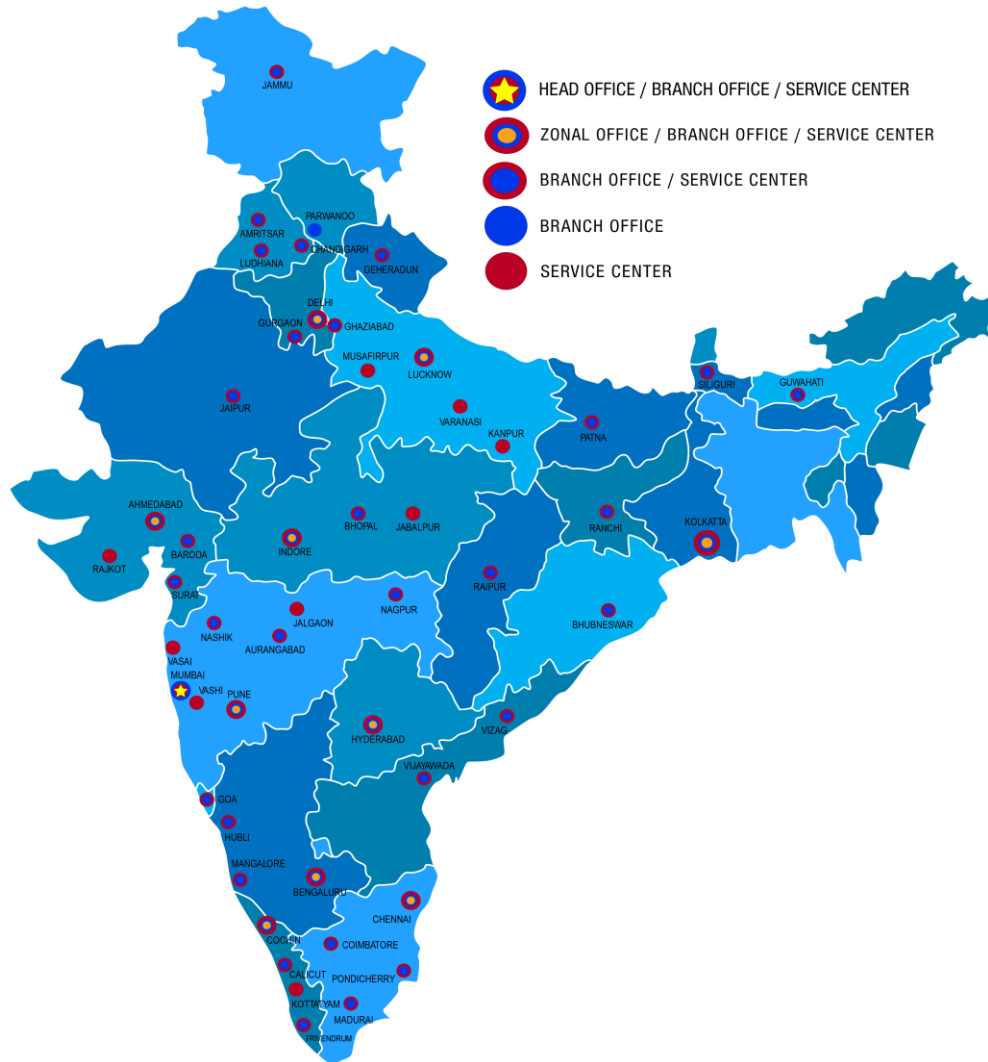 JAMMU
HEAD OFFICE / BRANCH OFFICE / SERVICE CENTER
ZONAL OFFICE / BRANCH OFFICE / SERVICE CENTER
BRANCH OFFICE / SERVICE CENTER
BRANCH OFFICE
SERVICE CENTER
PARWANOO
AMRITSAR
CHANDIGARH
LUDHIANA
DEHERADUN
DELHI
GURGAON
GHAZIABAD
MUSAFIRPUR
LUCKNOW
SILIGURI
GUWAHATI
JAIPUR
VARANASI
KANPUR
PATNA
AHMEDABAD
BHOPAL
JABALPUR
RANCHI
KOLKATTA
INDORE
BARODA
RAJKOT
RAIPUR
SURAT
NAGPUR
JALGAON
BHUBNESWAR
NASHIK
AURANGABAD
VASAI
MUMBAI
VASHI
PUNE
HYDERABAD
VIZAG
VIJAYAWADA
GOA
HUBLI
MANGALORE
BENGALURU
CHENNAI
COCHIN
COIMBATORE
CALICUT
PONDICHERRY
KOTTATYAM
MADURAI
TRIVENDRUM